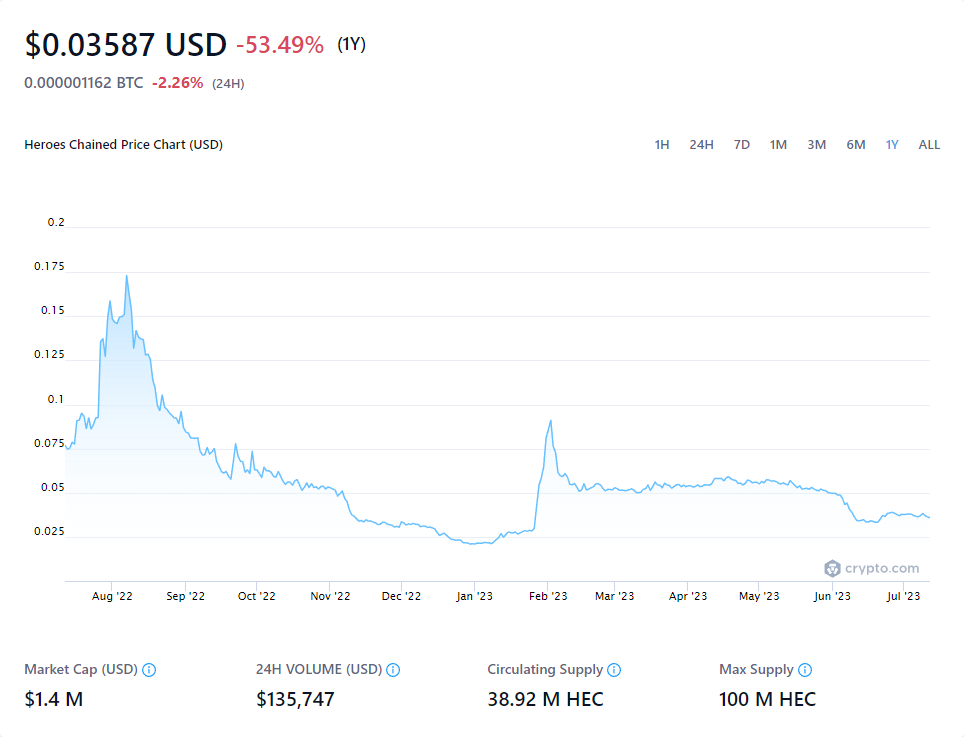 $0.03587 USD -53.49% (1Y)
0.000001162 BTC -2.26% (24H)
Heroes Chained Price Chart (USD) 1H 24H 7D 1M 3M 6M 1Y ALL
0.2
0.175
0.15
0.125
0.1
0.075
0.05
0.025
crypto.com
Aug '22 Sep '22 Oct '22 Nov '22 Dec '22 Jan '23 Feb '23 Mar '23 Apr '23 May '23 Jun '23 Jul '23
Market Cap (USD) 24H VOLUME (USD) Circulating Supply Max Supply
$1.4 M $135,747 38.92 M HEC 100 M HEC